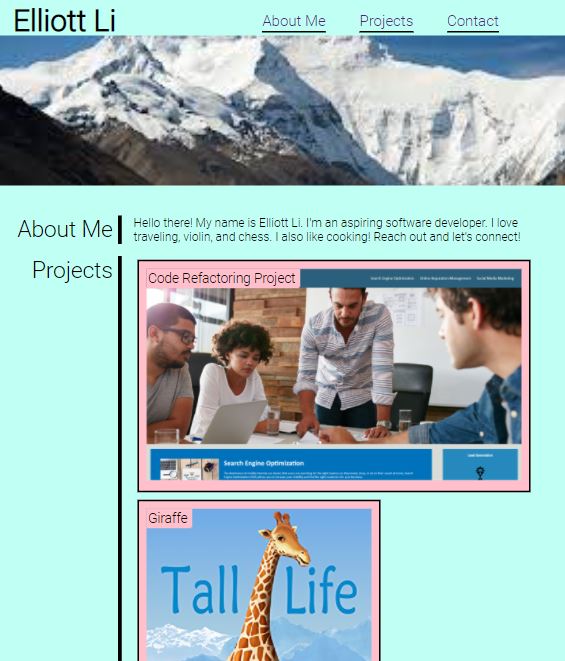 Elliott Li
About Me
Projects
Contact
About Me
Hello there! My name is Elliott Li. I'm an aspiring software developer. I love
traveling, violin, and chess. I also like cooking! Reach out and let's connect!
Projects
Code Refactoring Project
Search Engine Optimization
Online Reputation Management
Social Media Marketing
Search Engine Optimization
Lead Generation
Giraffe
Tall Life